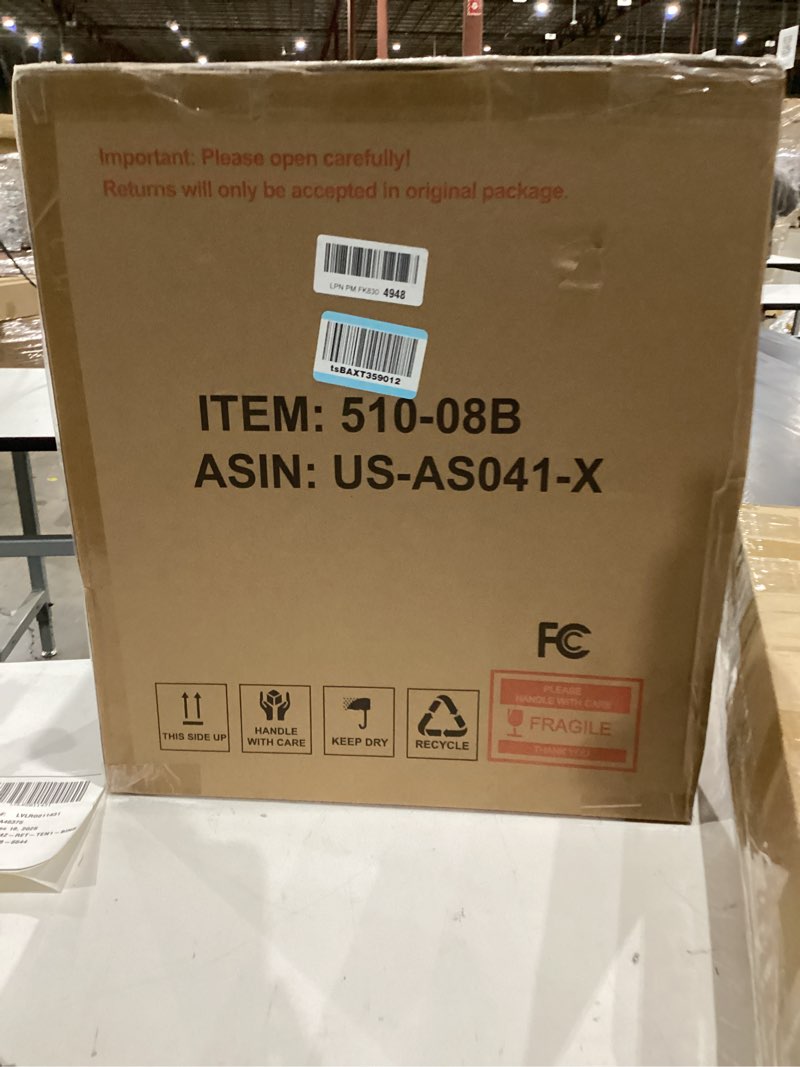 Important: Please open carefully!
Returns will only be accepted in original package.
LPN PM FK830 4948
tsBAXT359012
ITEM: 510-08B
ASIN: US-AS041-X
FC
THIS SIDE UP
HANDLE
WITH CARE
KEEP DRY
RECYCLE
PLEASE
HANDLE WITH CARE
FRAGILE
THANK YOU